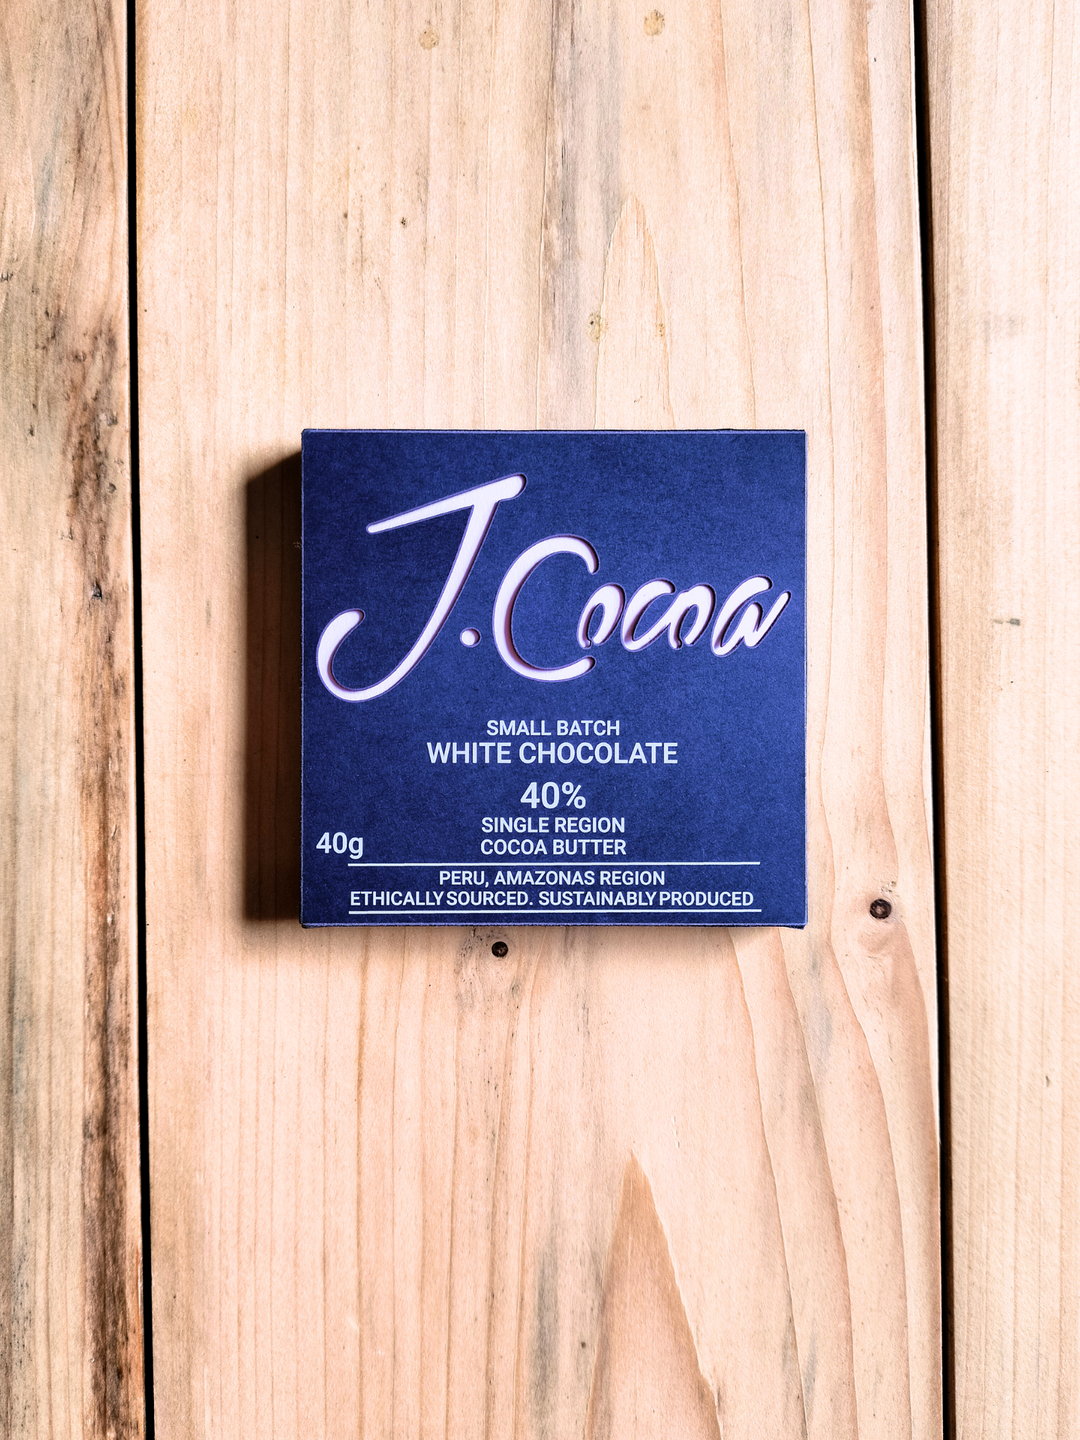 J. Cocoa
SMALL BATCH
WHITE CHOCOLATE
40%
SINGLE REGION
COCOA BUTTER
40g
PERU, AMAZONAS REGION
ETHICALLY SOURCED. SUSTAINABLY PRODUCED